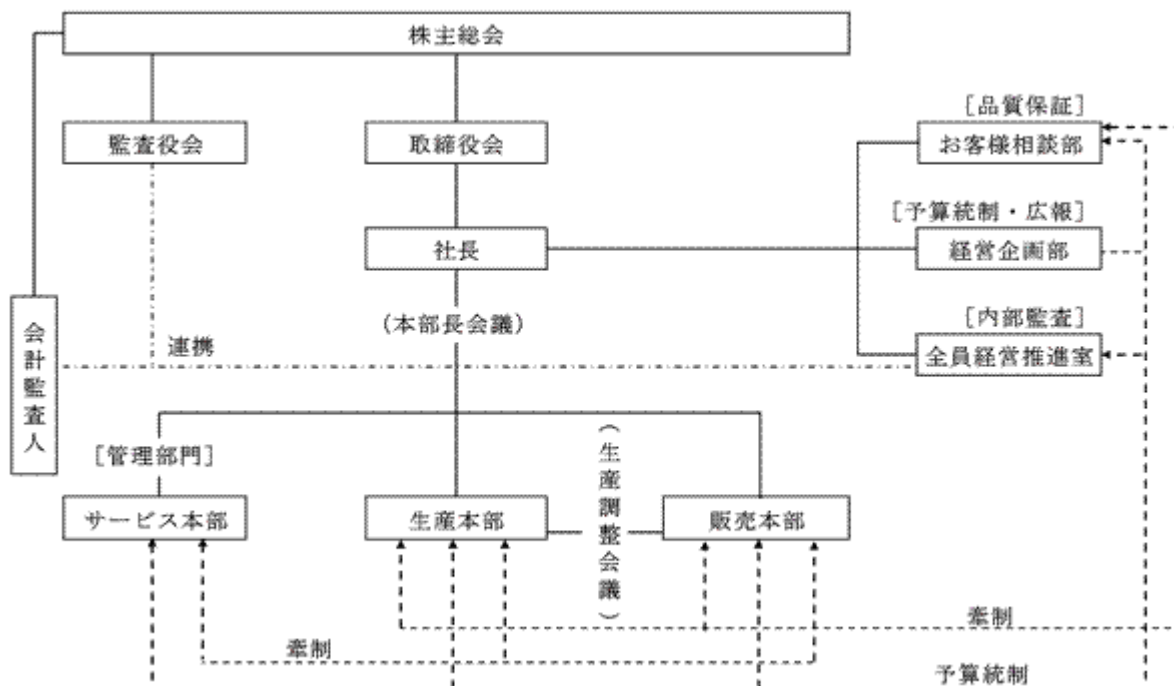 株主総会
[品質保証]
監査役会
取締役会
お客様相談部
[予算統制・広報]
社長
経営企画部
(本部長会議)
[内部監査]
連携
全員経営推進室
会計監査人
[管理部門]
(生産調整会議)
サービス本部
生産本部
販売本部
牽制
牽制
予算統制